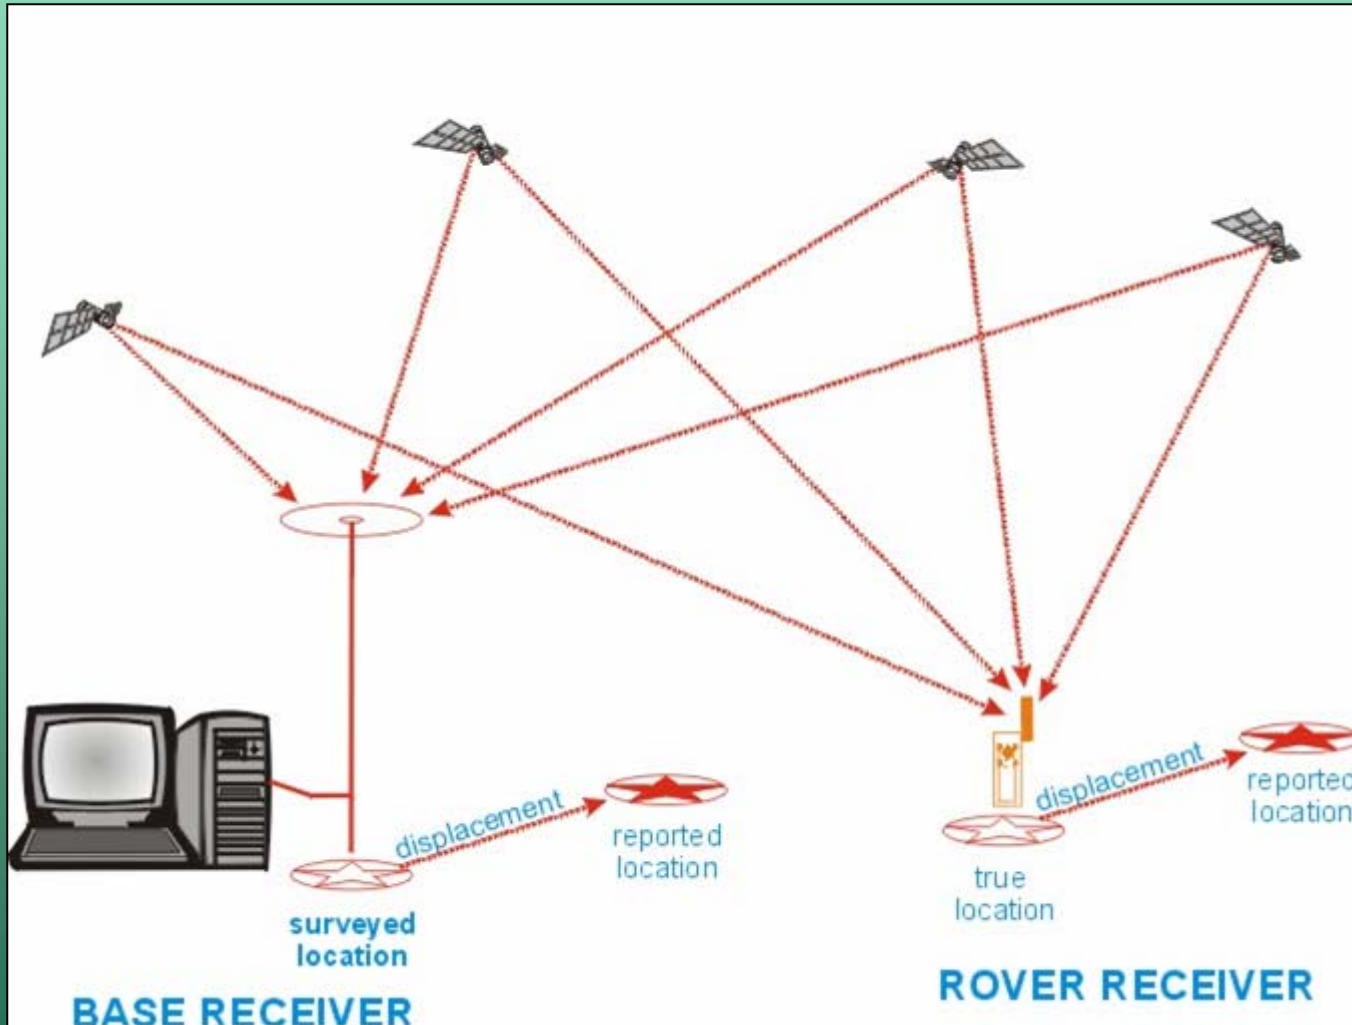 displacement
reported
location
surveyed
location
BASE RECEIVER
displacement
reported
location
true
location
ROVER RECEIVER